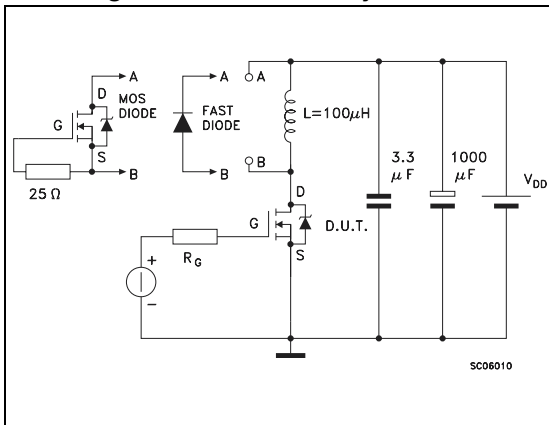 A
D
MOS
DIODE
G
S
B
25 Ω
A
FAST
DIODE
B
A
B
L=100μH
D
G
S
D.U.T.
R_G
+
−
3.3
μF
1000
μF
V_DD
SC06010